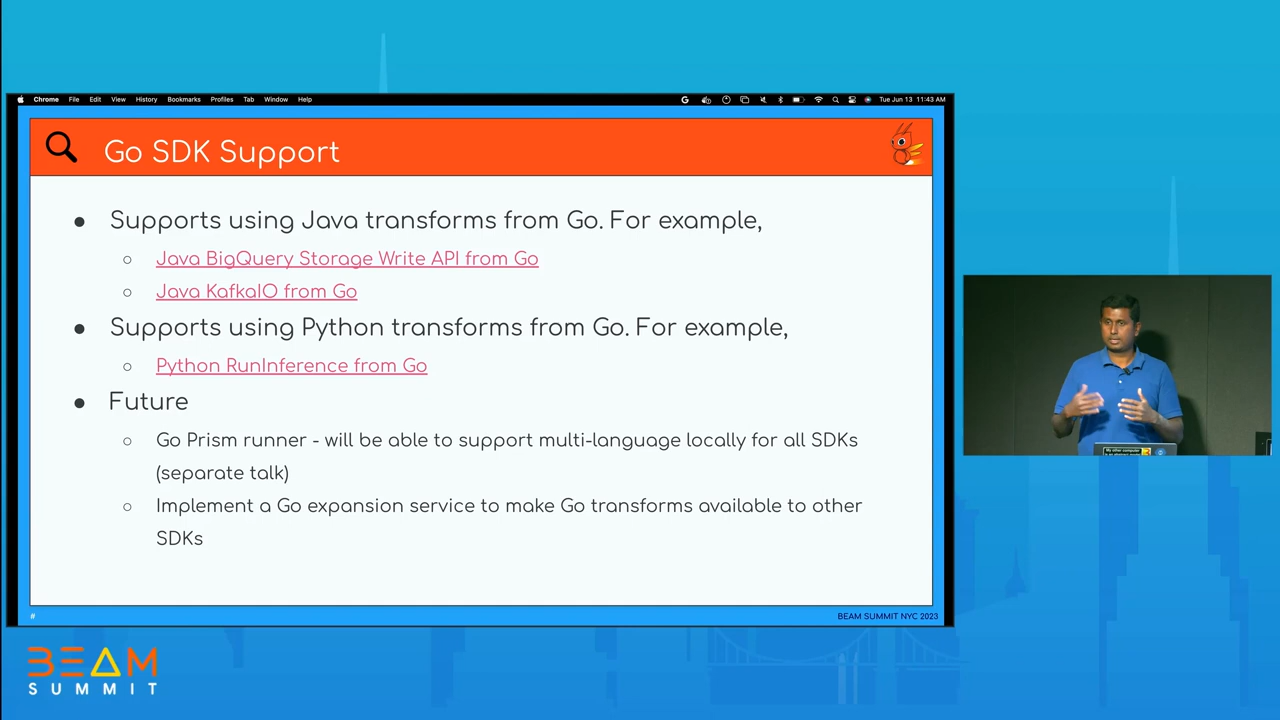 Chrome File Edit View History Bookmarks Profiles Tab Window Help
Tue Jun 13 11:43 AM
Go SDK Support
Supports using Java transforms from Go. For example,
Java BigQuery Storage Write API from Go
Java KafkaIO from Go
Supports using Python transforms from Go. For example,
Python RunInference from Go
Future
Go Prism runner - will be able to support multi-language locally for all SDKs
(separate talk)
Implement a Go expansion service to make Go transforms available to other
SDKs
#
BEAM SUMMIT NYC 2023
My other computer
BEAM
SUMMIT